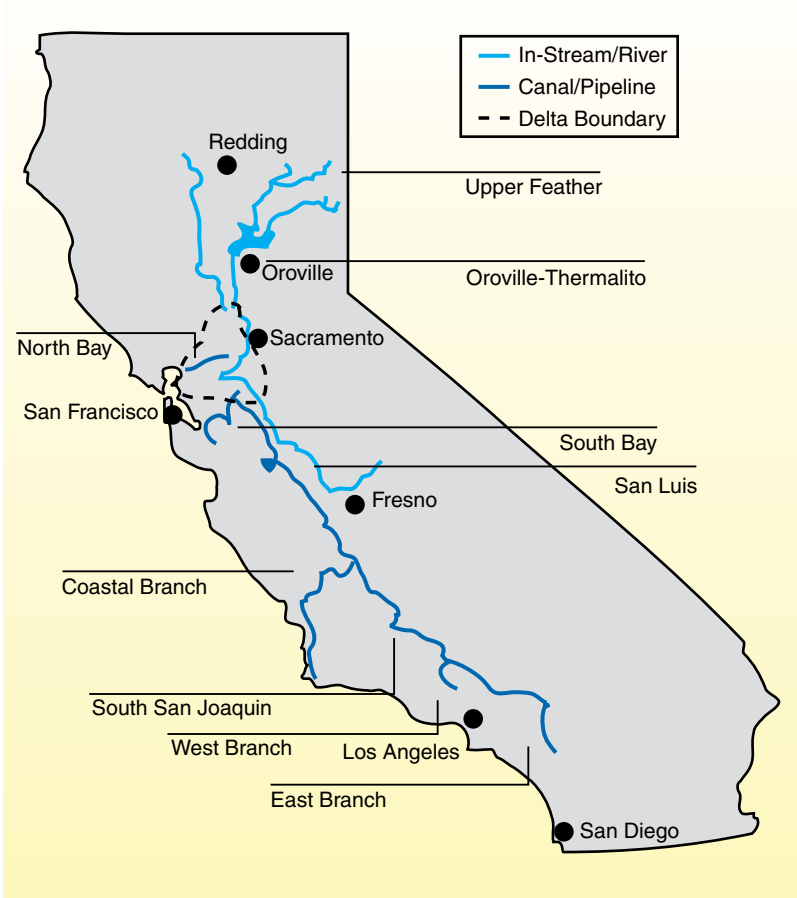 In-Stream/River
Canal/Pipeline
Delta Boundary
Redding
Upper Feather
Oroville
Oroville-Thermalito
Sacramento
North Bay
San Francisco
South Bay
San Luis
Fresno
Coastal Branch
South San Joaquin
West Branch
Los Angeles
East Branch
San Diego